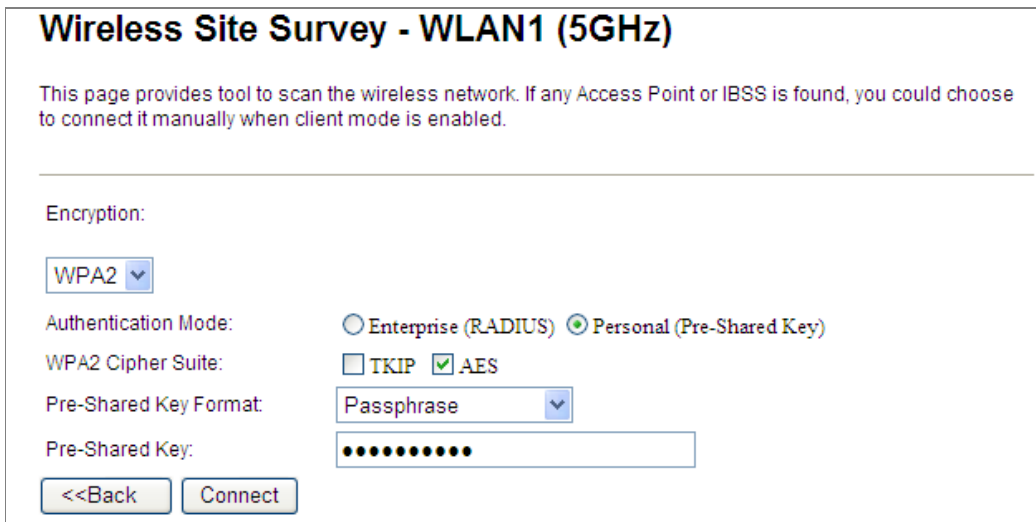 Wireless Site Survey - WLAN1 (5GHz)
This page provides tool to scan the wireless network. If any Access Point or IBSS is found, you could choose
to connect it manually when client mode is enabled.
Encryption:
WPA2
Authentication Mode: Enterprise (RADIUS) Personal (Pre-Shared Key)
WPA2 Cipher Suite: TKIP AES
Pre-Shared Key Format: Passphrase
Pre-Shared Key: ●●●●●●●●●●
<<Back Connect